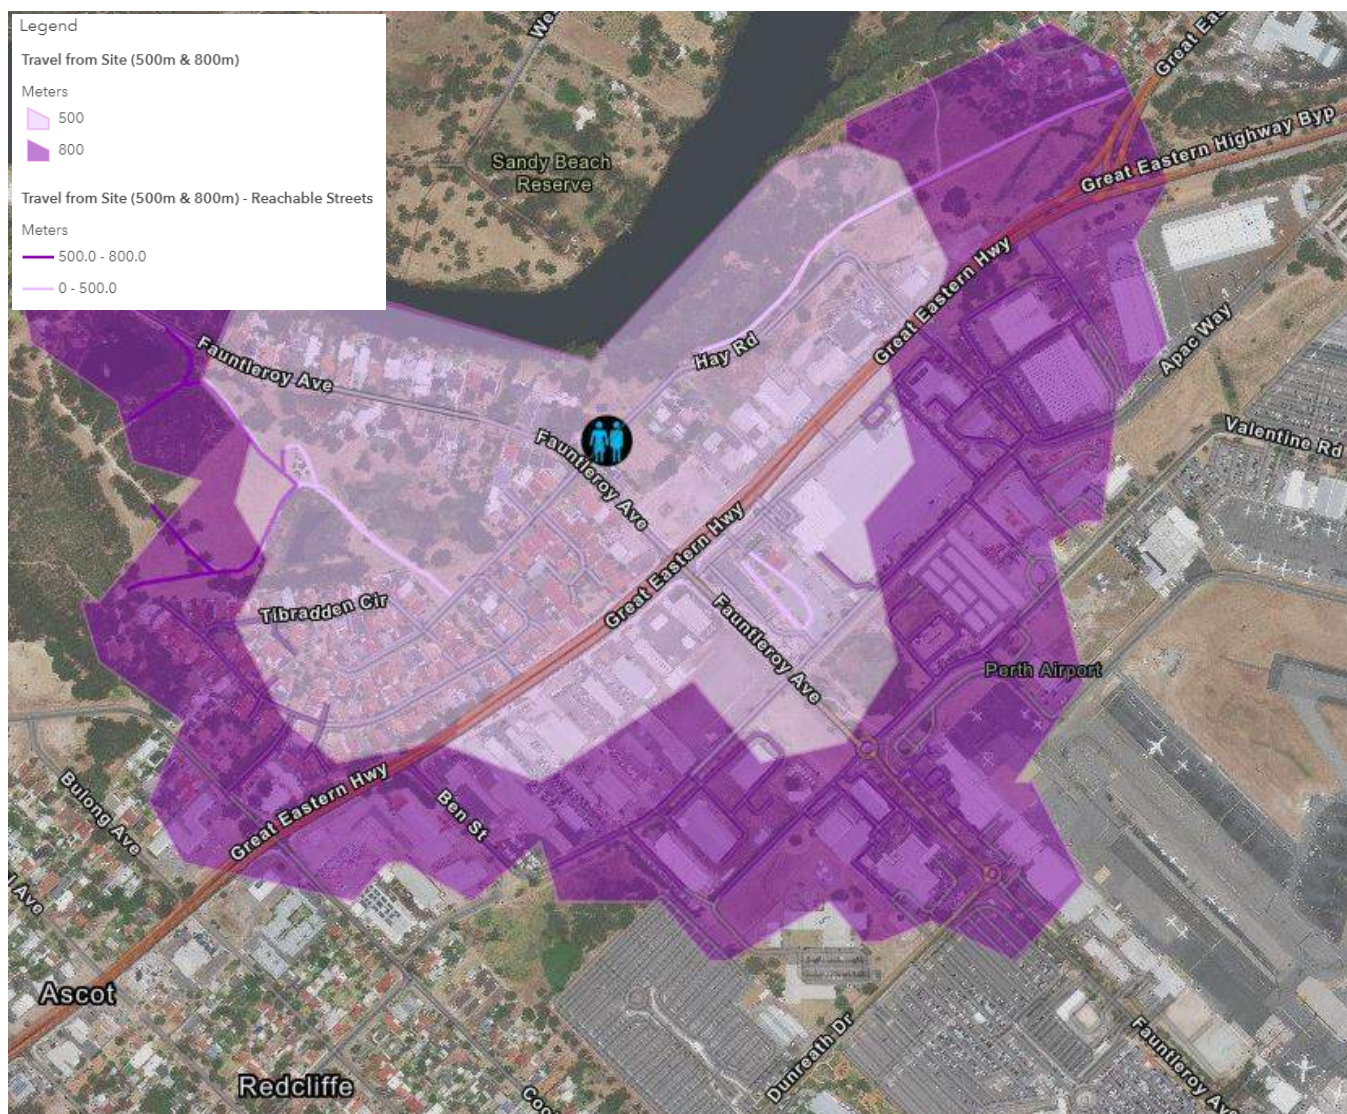 Legend
Travel from Site (500m & 800m)
Meters
500
800
Travel from Site (500m & 800m) - Reachable Streets
Meters
500.0 - 800.0
0 - 500.0
Great
Great Eastern Highway Byp
Sandy Beach
Reserve
Great Eastern Hwy
Hay Rd
Apac Way
Fauntleroy Ave
Valentine Rd
Fauntleroy Ave
Great Eastern Hwy
Tibradden Cir
Fauntleroy Ave
Perth Airport
Bulong Ave
Great Eastern Hwy
Ben St
Ave
Ascot
Redcliffe
Dunreath Dr
Fauntleroy